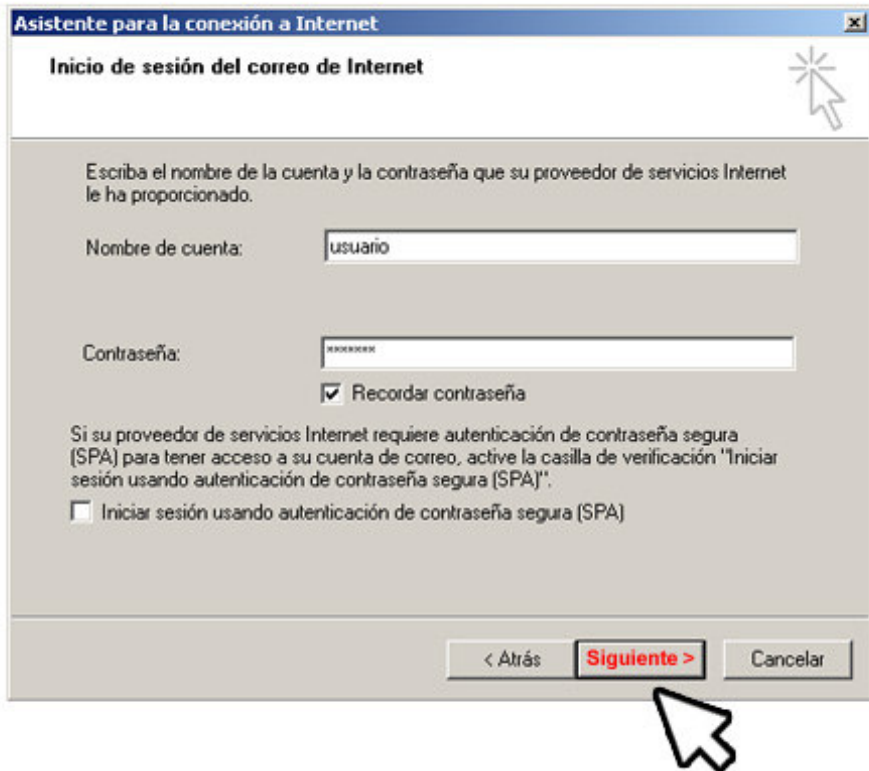 Asistente para la conexión a Internet
Inicio de sesión del correo de Internet
Escriba el nombre de la cuenta y la contraseña que su proveedor de servicios Internet
le ha proporcionado.
Nombre de cuenta: usuario
Contraseña: *******
Recordar contraseña
Si su proveedor de servicios Internet requiere autenticación de contraseña segura
(SPA) para tener acceso a su cuenta de correo, active la casilla de verificación "Iniciar
sesión usando autenticación de contraseña segura (SPA)".
Iniciar sesión usando autenticación de contraseña segura (SPA)
< Atrás Siguiente > Cancelar